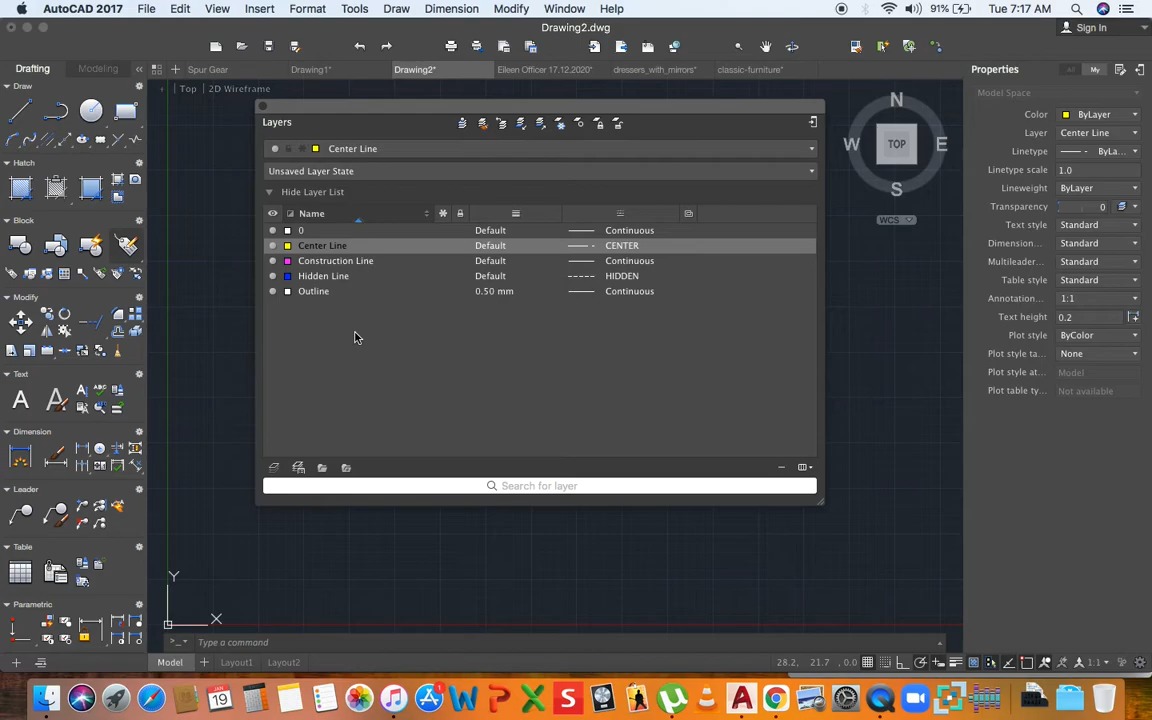 AutoCAD 2017 File Edit View Insert Format Tools Draw Dimension Modify Window Help 91% Tue 7:17 AM
Drawing2.dwg
Sign In
Drafting Modeling Spur Gear Drawing1* Drawing2* Eileen Officer 17.12.2020* dressers_with_mirrors* classic-furniture* Properties All My
Draw Top 2D Wireframe Model Space
Layers
Color ByLayer
Center Line
Layer Center Line
Linetype ByLa...
Hatch
Unsaved Layer State
Linetype scale 1.0
Hide Layer List
Lineweight ByLayer
Name
Transparency 0
Block
0 Default Continuous
Text style Standard
Center Line Default CENTER
Dimension... Standard
Construction Line Default Continuous
Multileader... Standard
Hidden Line Default HIDDEN
Table style Standard
Outline 0.50 mm Continuous
Modify
Annotation... 1:1
Text height 0.2
Plot style ByColor
Plot style ta... None
Plot style at... Model
Plot table ty... Not available
Text
Dimension
Search for layer
Leader
Table
Parametric
N
W TOP E
S
WCS
Y
X
>_ Type a command
Model Layout1 Layout2 28.2, 21.7, 0.0 1:1
JAN
19